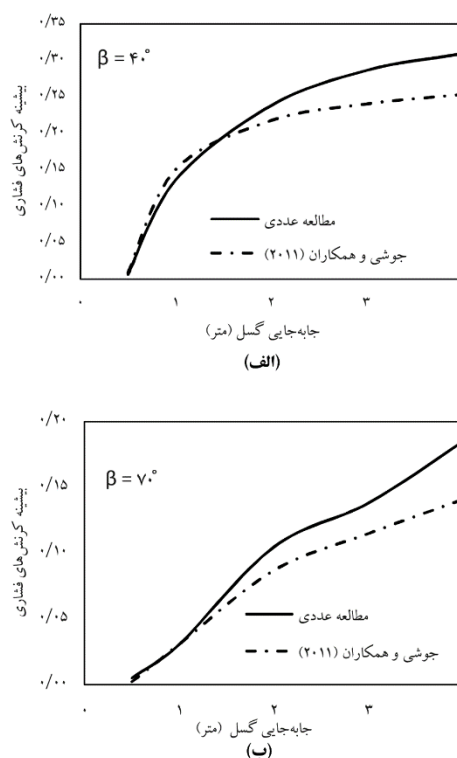 ۰/۳۵
۰/۳۰
۰/۲۵
۰/۲۰
۰/۱۵
۰/۱۰
۰/۰۵
۰/۰۰
بیشینه کرنش‌های فشاری
β = ۴۰°
مطالعه عددی
جوشی و همکاران (۲۰۱۱)
۰ ۱ ۲ ۳
جابه‌جایی گسل (متر)
(الف)
۰/۲۰
۰/۱۵
۰/۱۰
۰/۰۵
۰/۰۰
بیشینه کرنش‌های فشاری
β = ۷۰°
مطالعه عددی
جوشی و همکاران (۲۰۱۱)
۰ ۱ ۲ ۳
جابه‌جایی گسل (متر)
(ب)